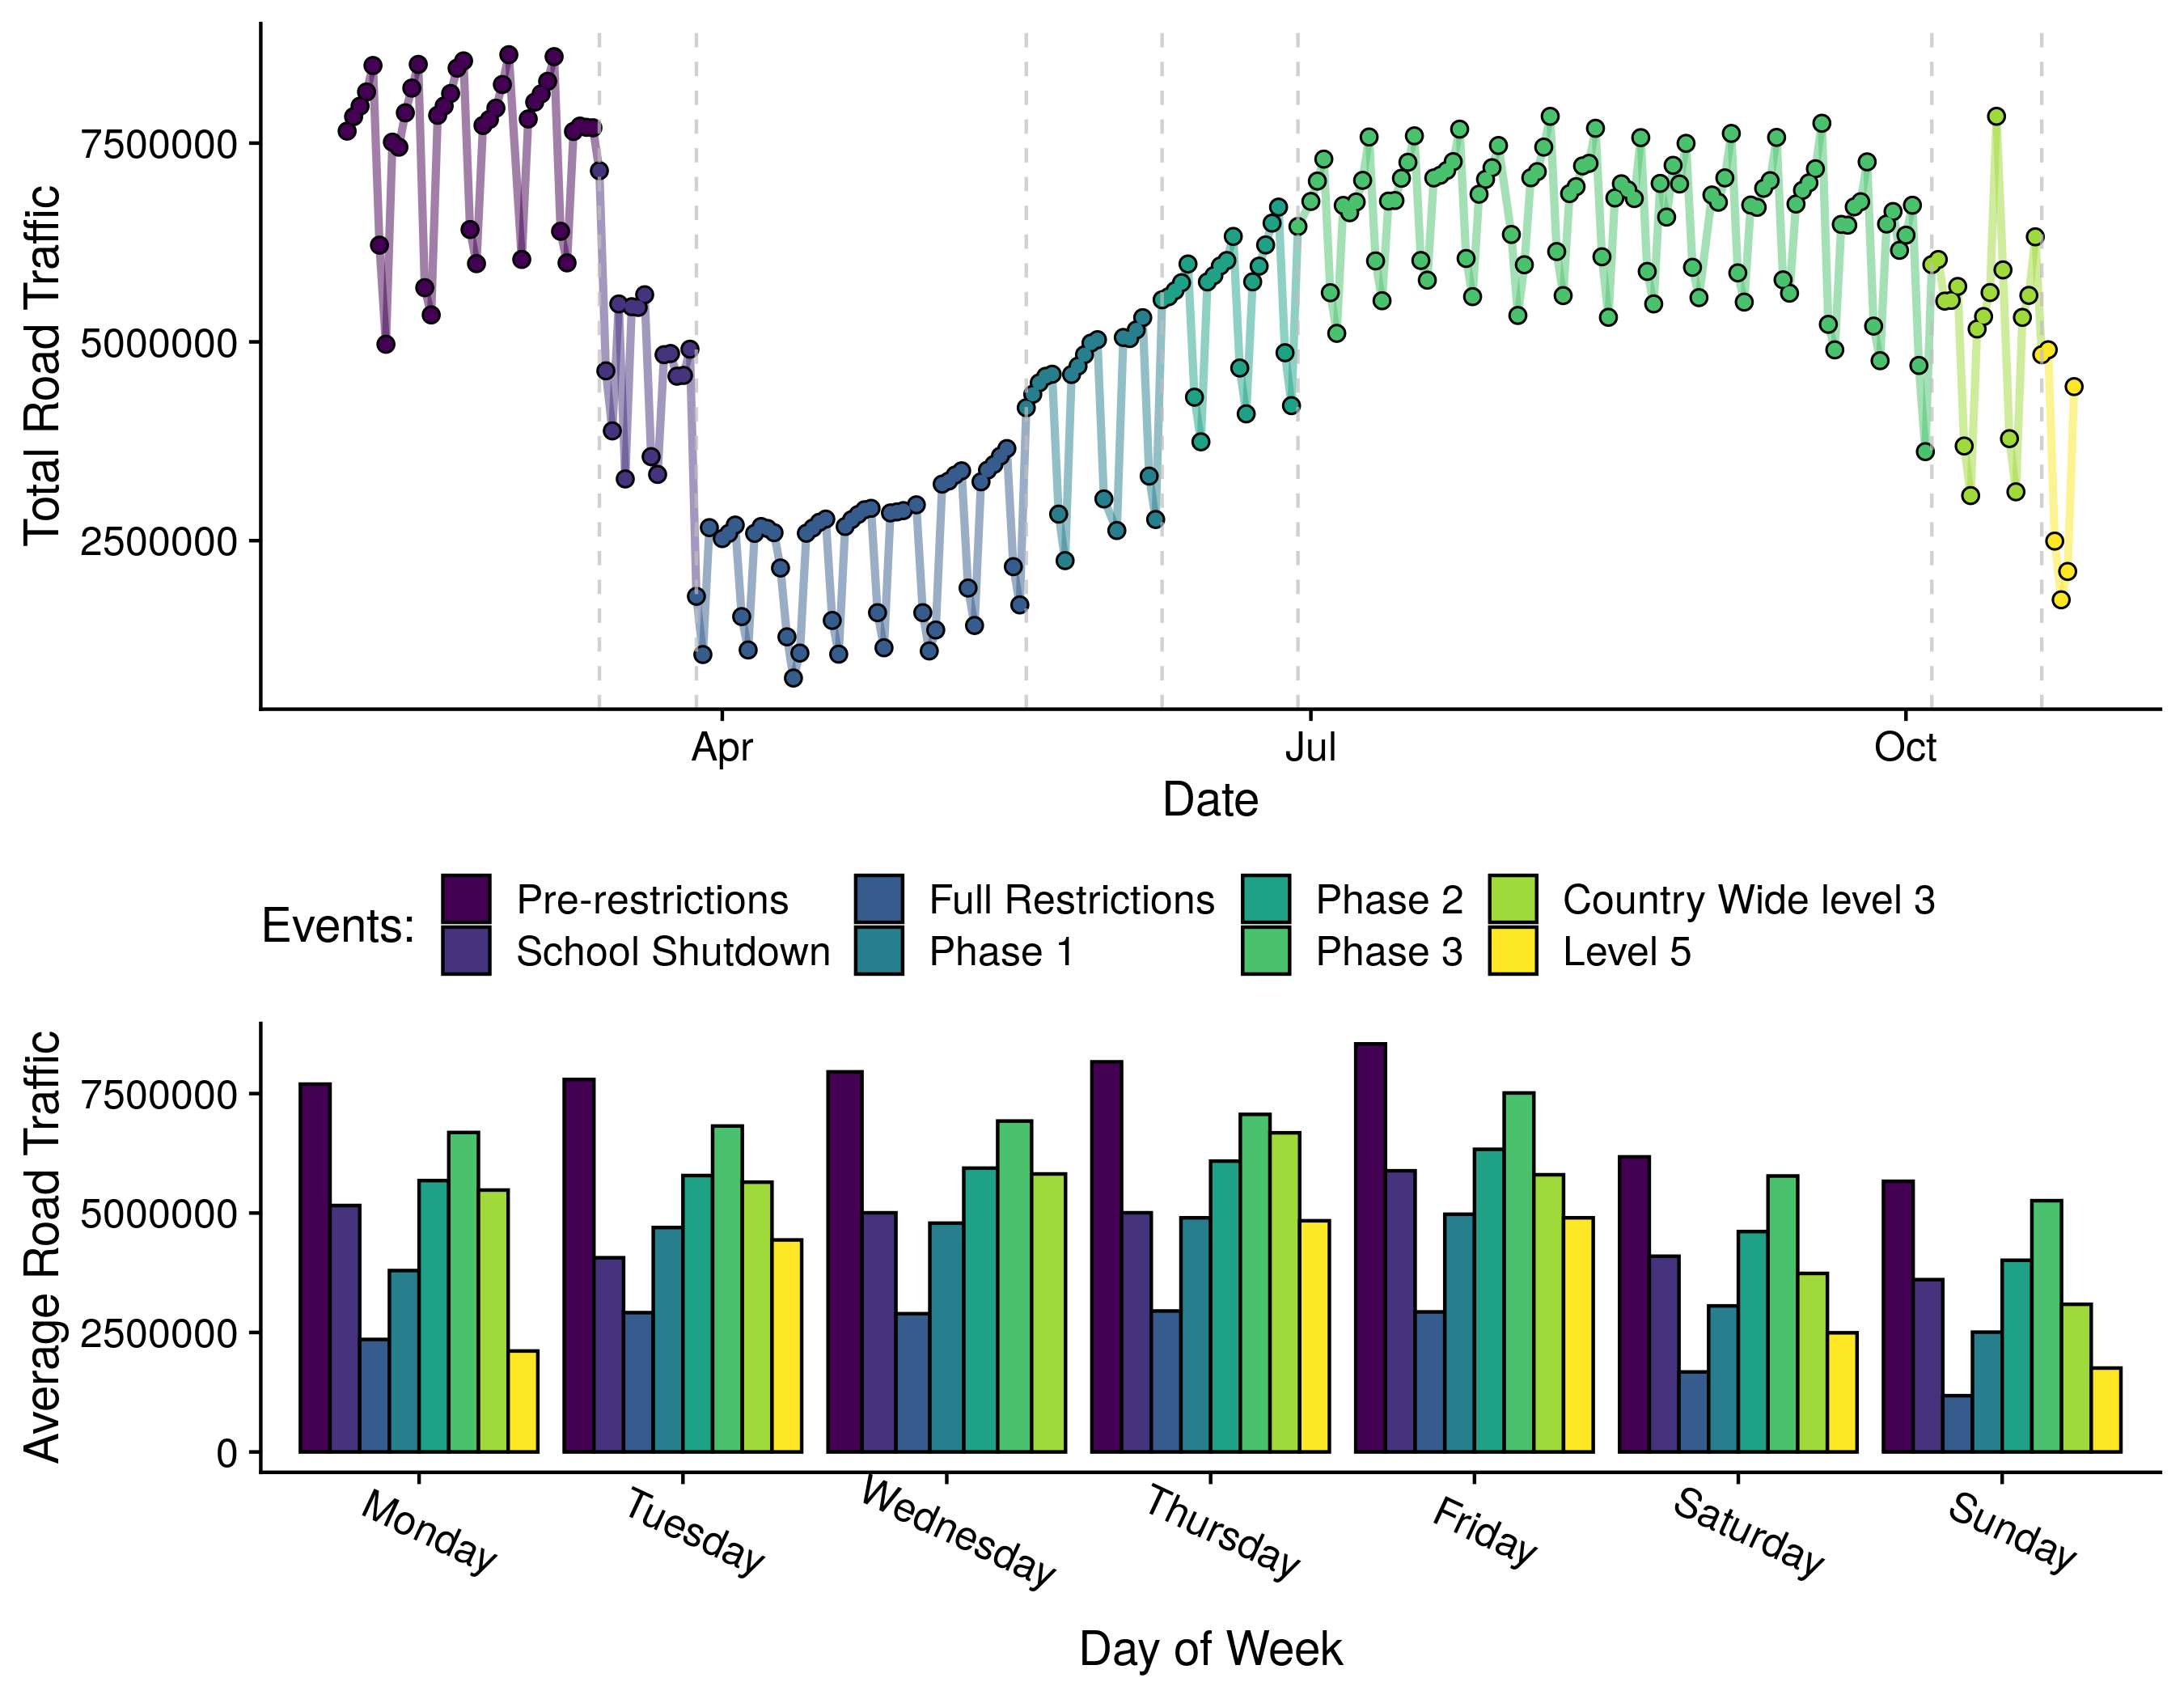 Total Road Traffic
7500000
5000000
2500000
Apr
Jul
Oct
Date
Events:
Pre-restrictions
Full Restrictions
Phase 2
Country Wide level 3
School Shutdown
Phase 1
Phase 3
Level 5
Average Road Traffic
7500000
5000000
2500000
0
Monday
Tuesday
Wednesday
Thursday
Friday
Saturday
Sunday
Day of Week